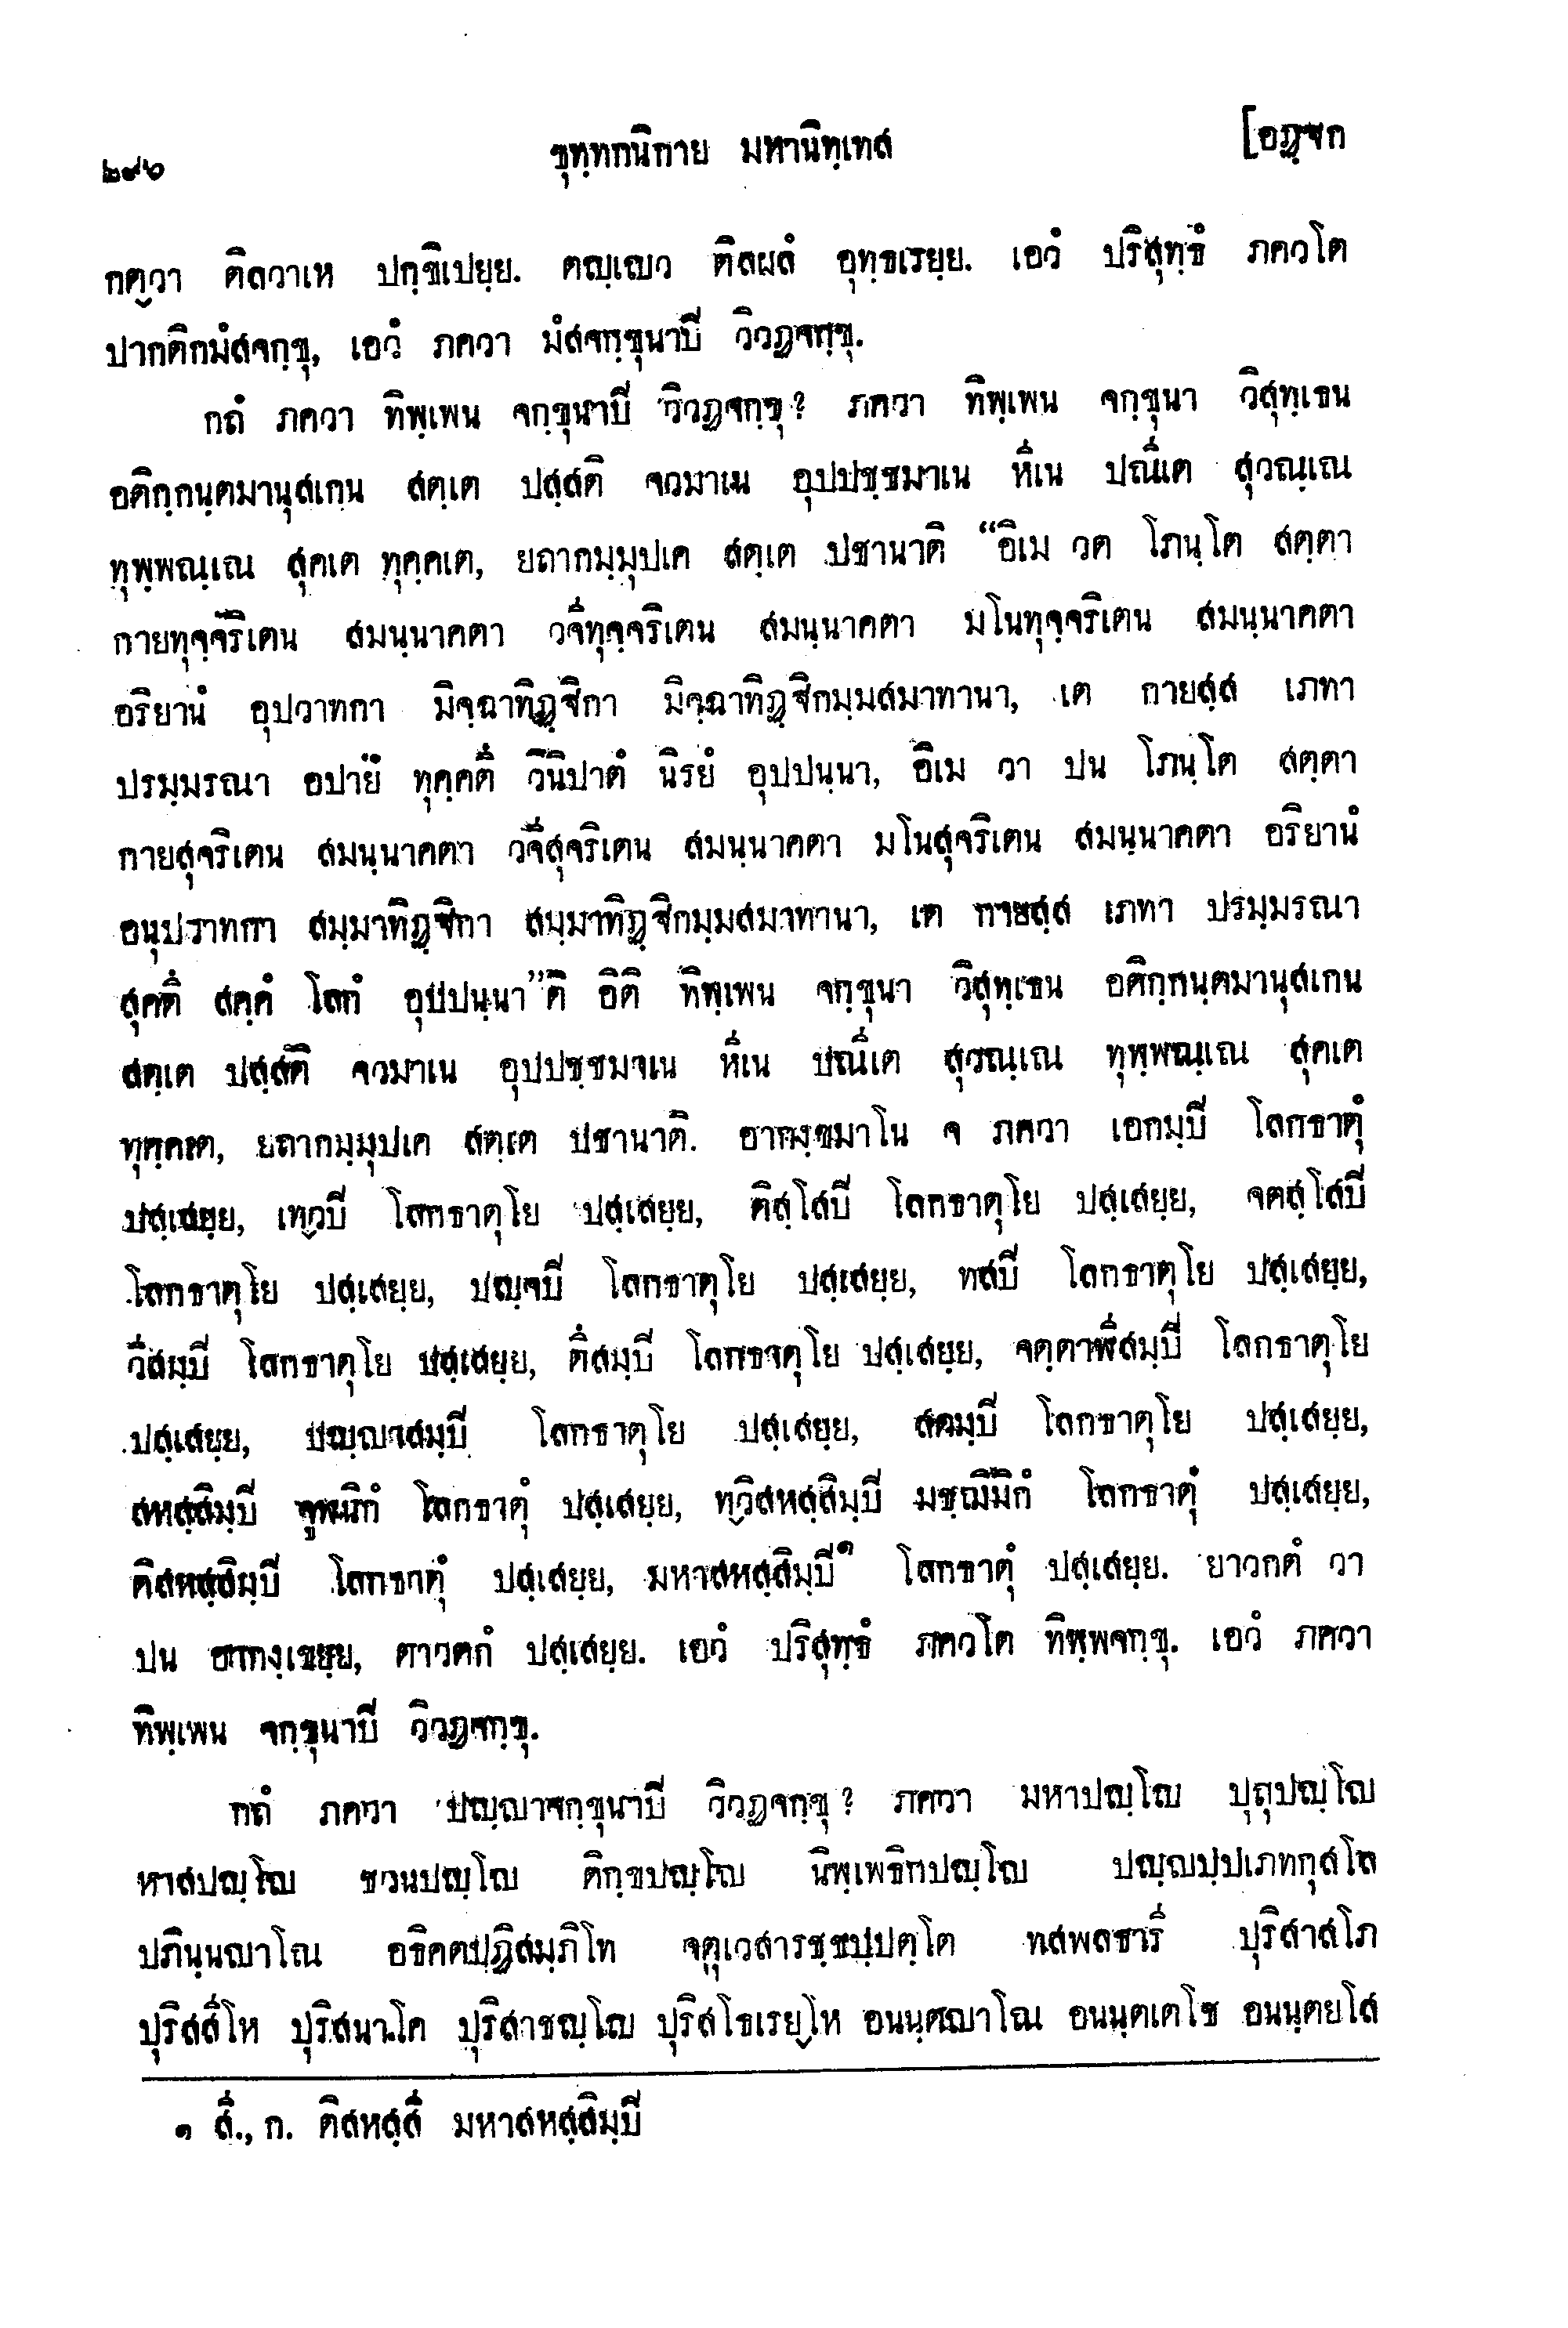 ๒๙๖ ขุทฺทกนิกาย มหานิทฺเทส [อฏฺฐก
กตฺวา ติลวาเห ปกฺขิเปยฺย. ตญฺเญว ติลผลํ อุทฺธเรยฺย. เอวํ ปริสุทฺธํ ภควโต
ปากติกมํสจกฺขุ, เอวํ ภควา มํสจกฺขุนาปิ วิวฏจกฺขุ.
กถํ ภควา ทิพฺเพน จกฺขุนาปิ วิวฏจกฺขุ? ภควา ทิพฺเพน จกฺขุนา วิสุทฺเธน
อติกฺกนฺตมานุสเกน สตฺเต ปสฺสติ จวมาเน อุปปชฺชมาเน หีเน ปณีเต สุวณฺเณ
ทุพฺพณฺเณ สุคเต ทุคฺคเต, ยถากมฺมุปเค สตฺเต ปชานาติ “อิเม วต โภนฺโต สตฺตา
กายทุจฺจริเตน สมนฺนาคตา วจีทุจฺจริเตน สมนฺนาคตา มโนทุจฺจริเตน สมนฺนาคตา
อริยานํ อุปวาทกา มิจฺฉาทิฏฺฐิกา มิจฺฉาทิฏฺฐิกมฺมสมาทานา, เต กายสฺส เภทา
ปรมฺมรณา อปายํ ทุคฺคตึ วินิปาตํ นิรยํ อุปปนฺนา, อิเม วา ปน โภนฺโต สตฺตา
กายสุจริเตน สมนฺนาคตา วจีสุจริเตน สมนฺนาคตา มโนสุจริเตน สมนฺนาคตา อริยานํ
อนุปวาทกา สมฺมาทิฏฺฐิกา สมฺมาทิฏฺฐิกมฺมสมาทานา, เต กายสฺส เภทา ปรมฺมรณา
สุคตึ สคฺคํ โลกํ อุปปนฺนา”ติ อิติ ทิพฺเพน จกฺขุนา วิสุทฺเธน อติกฺกนฺตมานุสเกน
สตฺเต ปสฺสติ จวมาเน อุปปชฺชมาเน หีเน ปณีเต สุวณฺเณ ทุพฺพณฺเณ สุคเต
ทุคฺคเต, ยถากมฺมุปเค สตฺเต ปชานาติ. อากงฺขมาโน จ ภควา เอกมฺปิ โลกธาตุํ
ปสฺเสยฺย, เทฺวปิ โลกธาตุโย ปสฺเสยฺย, ติสฺโสปิ โลกธาตุโย ปสฺเสยฺย, จตสฺโสปิ
โลกธาตุโย ปสฺเสยฺย, ปญฺจปิ โลกธาตุโย ปสฺเสยฺย, ทสปิ โลกธาตุโย ปสฺเสยฺย,
วีสมฺปิ โลกธาตุโย ปสฺเสยฺย, ตึสมฺปิ โลกธาตุโย ปสฺเสยฺย, จตฺตาฬีสมฺปิ โลกธาตุโย
ปสฺเสยฺย, ปญฺญาสมฺปิ โลกธาตุโย ปสฺเสยฺย, สตมฺปิ โลกธาตุโย ปสฺเสยฺย,
สหสฺสิมฺปิ จูฬนิกํ โลกธาตุํ ปสฺเสยฺย, ทฺวิสหสฺสิมฺปิ มชฺฌิมิกํ โลกธาตุํ ปสฺเสยฺย,
ติสหสฺสิมฺปิ โลกธาตุํ ปสฺเสยฺย, มหาสหสฺสิมฺปิ๑ โลกธาตุํ ปสฺเสยฺย. ยาวตกํ วา
ปน อากงฺเขยฺย, ตาวตกํ ปสฺเสยฺย. เอวํ ปริสุทฺธํ ภควโต ทิพฺพจกฺขุ. เอวํ ภควา
ทิพฺเพน จกฺขุนาปิ วิวฏจกฺขุ.
กถํ ภควา ปญฺญาจกฺขุนาปิ วิวฏจกฺขุ? ภควา มหาปญฺโญ ปุถุปญฺโญ
หาสปญฺโญ ชวนปญฺโญ ติกฺขปญฺโญ นิพฺเพธิกปญฺโญ ปญฺญปฺปเภทกุสโล
ปภินฺนญาโณ อธิคตปฺปฏิสมฺภิโท จตุเวสารชฺชปฺปตฺโต ทสพลธารี ปุริสาสโภ
ปุริสสีโห ปุริสนาโค ปุริสาชญฺโญ ปุริสโธเรยฺโห อนนฺตญาโณ อนนฺตเตโช อนนฺตยโส
๑ สี., ก. ติสหสฺสึ มหาสหสฺสิมฺปิ